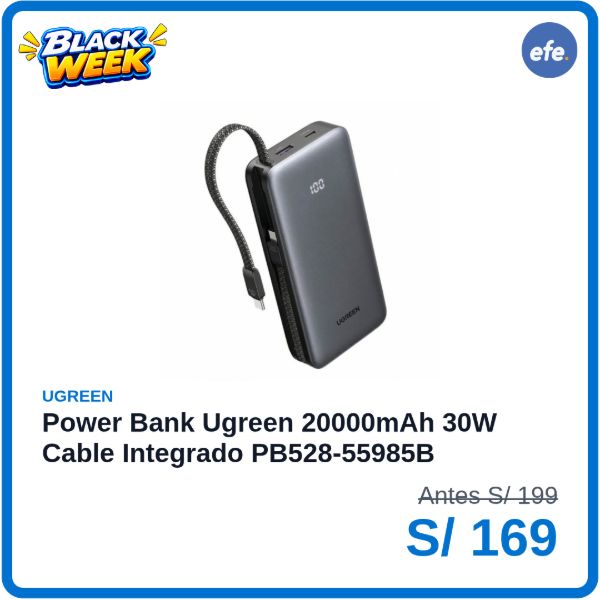 BLACK
WEEK
efe.
100
UGREEN
UGREEN
Power Bank Ugreen 20000mAh 30W
Cable Integrado PB528-55985B
Antes S/ 199
S/ 169